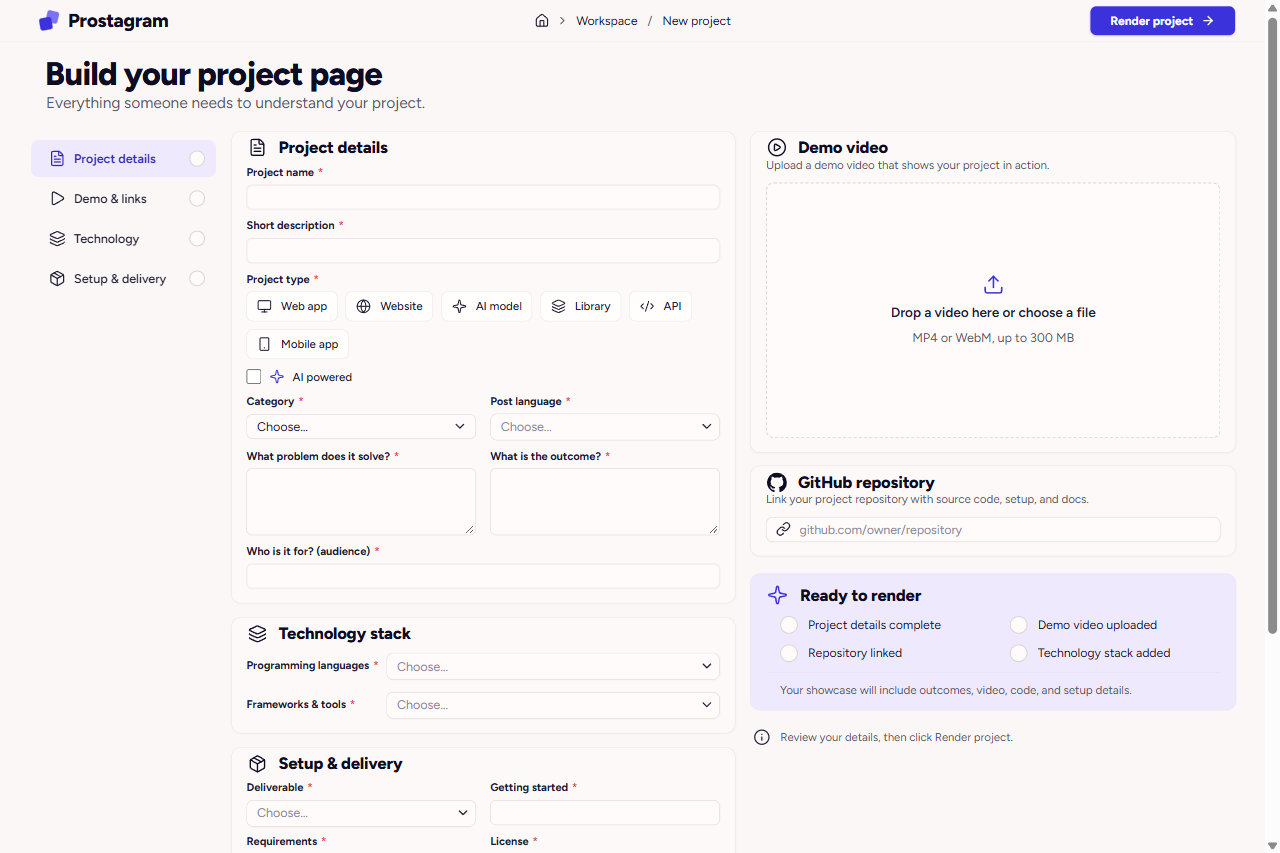 Prostagram
Workspace / New project
Render project
Build your project page
Everything someone needs to understand your project.
Project details
Demo & links
Technology
Setup & delivery
Project details
Project name *
Short description *
Project type *
Web app
Website
AI model
Library
API
Mobile app
AI powered
Category *
Post language *
Choose...
Choose...
What problem does it solve? *
What is the outcome? *
Who is it for? (audience) *
Technology stack
Programming languages *
Choose...
Frameworks & tools *
Choose...
Setup & delivery
Deliverable *
Getting started *
Choose...
Requirements *
License *
Demo video
Upload a demo video that shows your project in action.
Drop a video here or choose a file
MP4 or WebM, up to 300 MB
GitHub repository
Link your project repository with source code, setup, and docs.
github.com/owner/repository
Ready to render
Project details complete
Demo video uploaded
Repository linked
Technology stack added
Your showcase will include outcomes, video, code, and setup details.
Review your details, then click Render project.